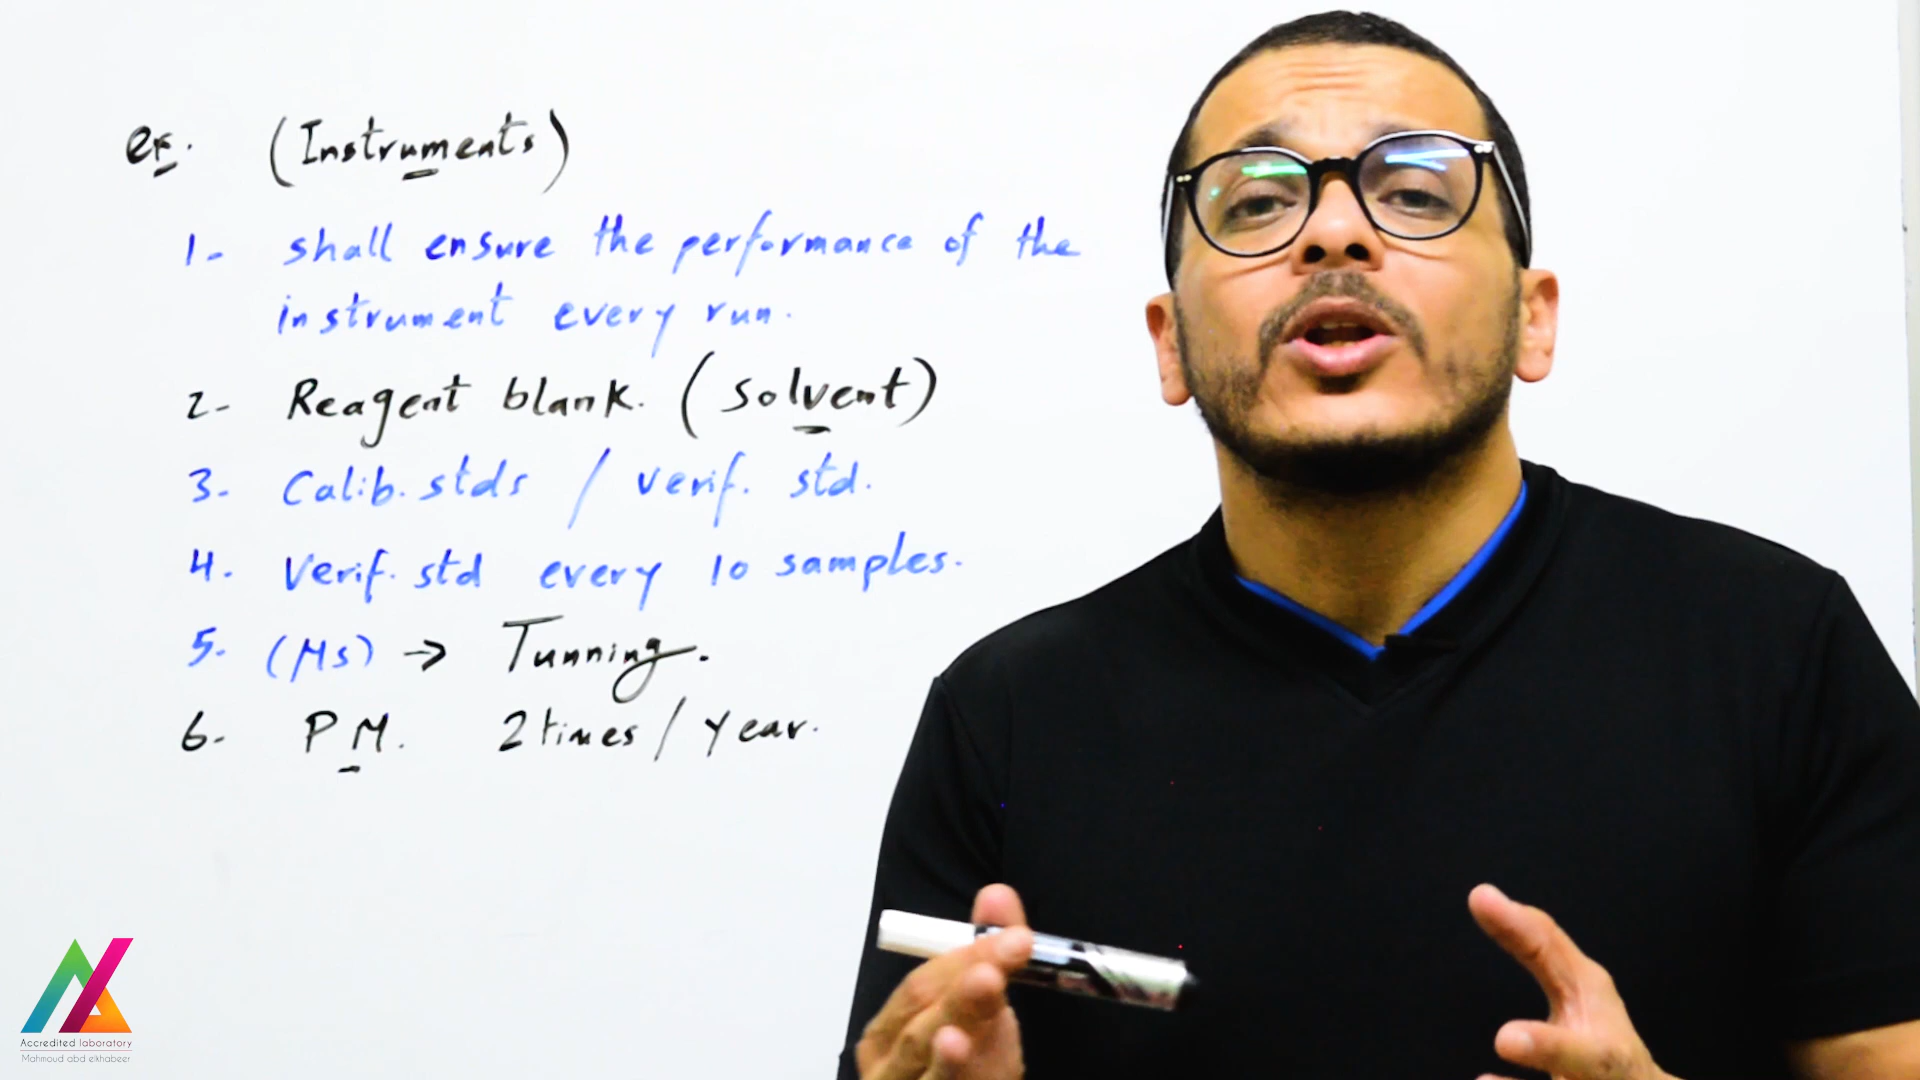 ex. (Instruments)
1- shall ensure the performance of the
instrument every run.
2- Reagent blank. (Solvent)
3- Calib. stds / verif. std.
4. Verif. std every 10 samples.
5- (Ms) → Tunning.
6- PM. 2 times / Year.
Accredited laboratory
Mahmoud abd elkhabeer